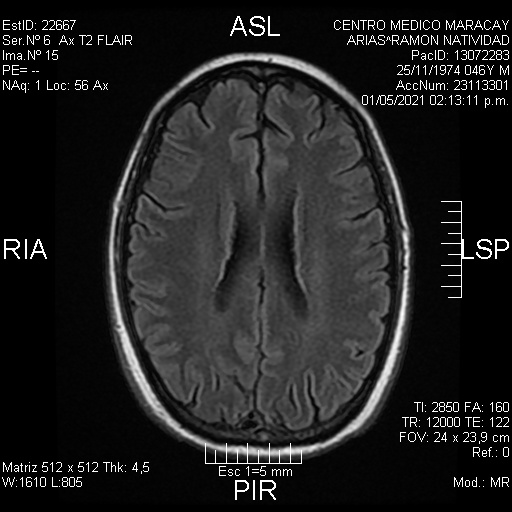 EstID: 22667
Ser.Nº 6 Ax T2 FLAIR
Ima.Nº 15
PE= --
NAq: 1 Loc: 56 Ax
ASL
CENTRO MEDICO MARACAY
ARIAS^RAMON NATIVIDAD
PacID: 13072283
25/11/1974 046Y M
AccNum: 23113301
01/05/2021 02:13:11 p.m.
RIA
LSP
TI: 2850 FA: 160
TR: 12000 TE: 122
FOV: 24 x 23,9 cm
Ref.: 0
Mod.: MR
Matriz 512 x 512 Thk: 4,5
W:1610 L:805
Esc 1=5 mm
PIR